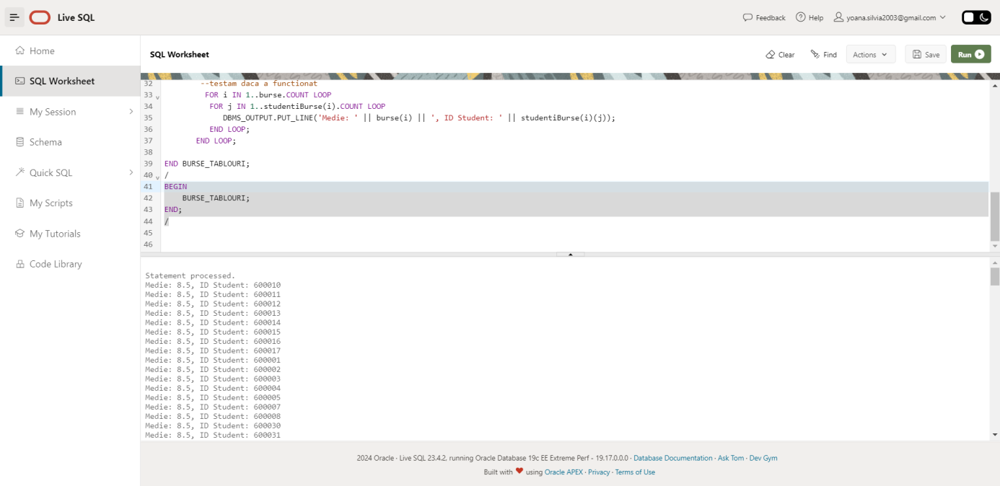 Live SQL
Feedback
Help
yoana.silvia2003@gmail.com
Home
SQL Worksheet
My Session
Schema
Quick SQL
My Scripts
My Tutorials
Code Library
SQL Worksheet
Clear
Find
Actions
Save
Run
32 --testam daca a functionat
33 FOR i IN 1..burse.COUNT LOOP
34 FOR j IN 1..studentiBurse(i).COUNT LOOP
35 DBMS_OUTPUT.PUT_LINE('Medie: ' || burse(i) || ', ID Student: ' || studentiBurse(i)(j));
36 END LOOP;
37 END LOOP;
38
39 END BURSE_TABLOURI;
40 /
41 BEGIN
42 BURSE_TABLOURI;
43 END;
44 /
45
46
Statement processed.
Medie: 8.5, ID Student: 600010
Medie: 8.5, ID Student: 600011
Medie: 8.5, ID Student: 600012
Medie: 8.5, ID Student: 600013
Medie: 8.5, ID Student: 600014
Medie: 8.5, ID Student: 600015
Medie: 8.5, ID Student: 600016
Medie: 8.5, ID Student: 600017
Medie: 8.5, ID Student: 600001
Medie: 8.5, ID Student: 600002
Medie: 8.5, ID Student: 600003
Medie: 8.5, ID Student: 600004
Medie: 8.5, ID Student: 600005
Medie: 8.5, ID Student: 600007
Medie: 8.5, ID Student: 600008
Medie: 8.5, ID Student: 600030
Medie: 8.5, ID Student: 600031
2024 Oracle · Live SQL 23.4.2, running Oracle Database 19c EE Extreme Perf - 19.17.0.0.0 · Database Documentation · Ask Tom · Dev Gym
Built with ❤ using Oracle APEX · Privacy · Terms of Use